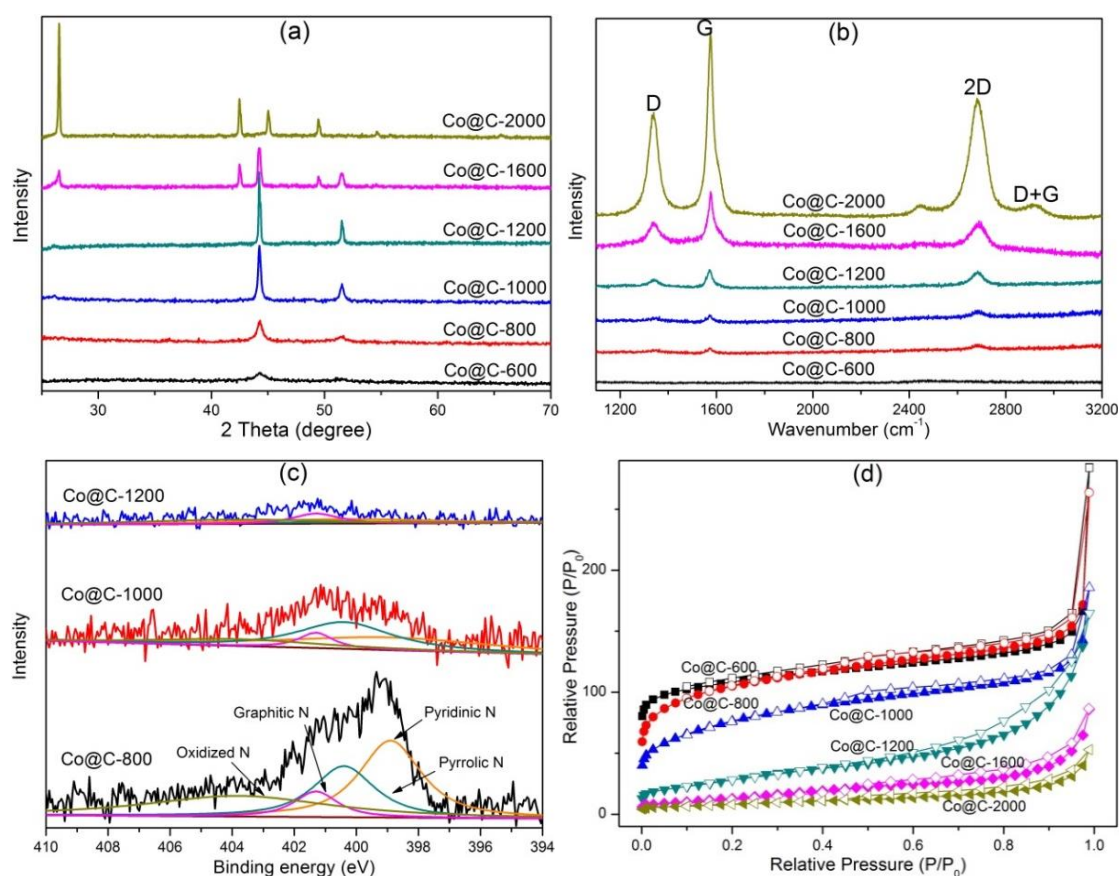 (a)
Co@C-2000
Co@C-1600
Co@C-1200
Co@C-1000
Co@C-800
Co@C-600
Intensity
30
40
50
60
70
2 Theta (degree)
(b)
G
D
2D
D+G
Co@C-2000
Co@C-1600
Co@C-1200
Co@C-1000
Co@C-800
Co@C-600
Intensity
1200
1600
2000
2400
2800
3200
Wavenumber (cm⁻¹)
(c)
Co@C-1200
Co@C-1000
Co@C-800
Graphitic N
Pyridinic N
Oxidized N
Pyrrolic N
Intensity
410
408
406
404
402
400
398
396
394
Binding energy (eV)
(d)
Relative Pressure (P/P₀)
200
100
0
Co@C-600
Co@C-800
Co@C-1000
Co@C-1200
Co@C-1600
Co@C-2000
0.0
0.2
0.4
0.6
0.8
1.0
Relative Pressure (P/P₀)